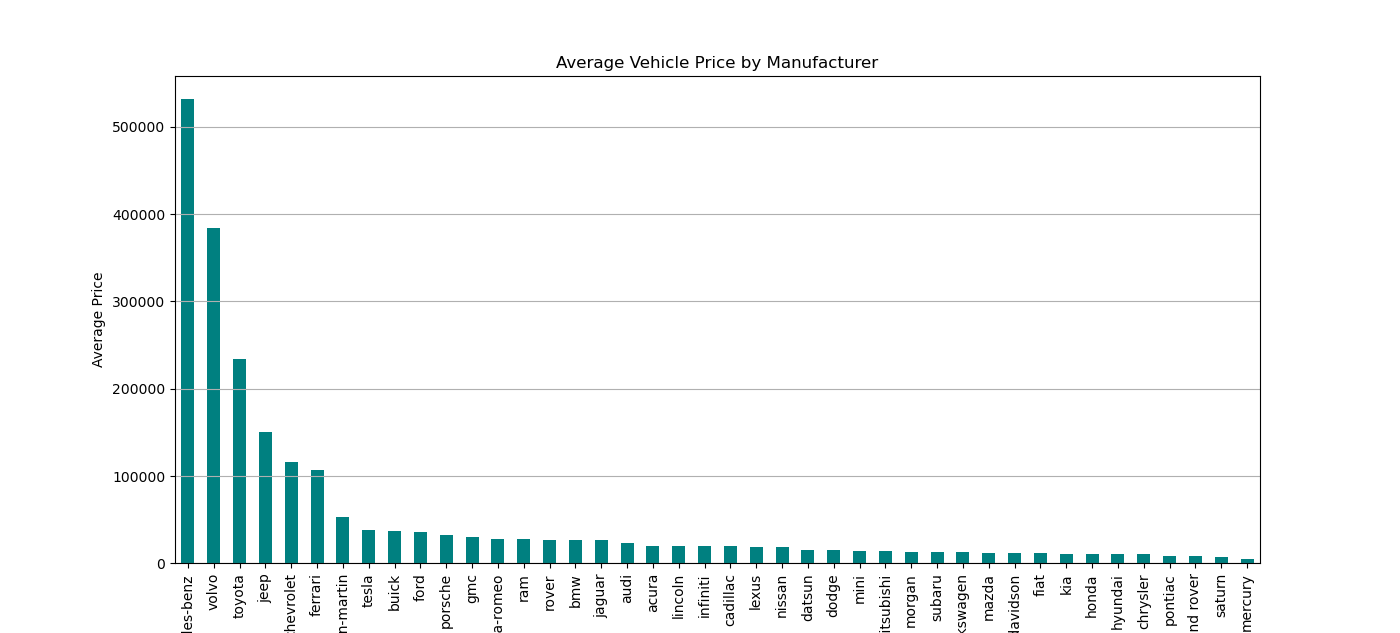 Average Vehicle Price by Manufacturer
Average Price
500000
400000
300000
200000
100000
0
les-benz
volvo
toyota
jeep
hevrolet
ferrari
n-martin
tesla
buick
ford
porsche
gmc
a-romeo
ram
rover
bmw
jaguar
audi
acura
lincoln
infiniti
cadillac
lexus
nissan
datsun
dodge
mini
itsubishi
morgan
subaru
kswagen
mazda
davidson
fiat
kia
honda
hyundai
chrysler
pontiac
nd rover
saturn
mercury